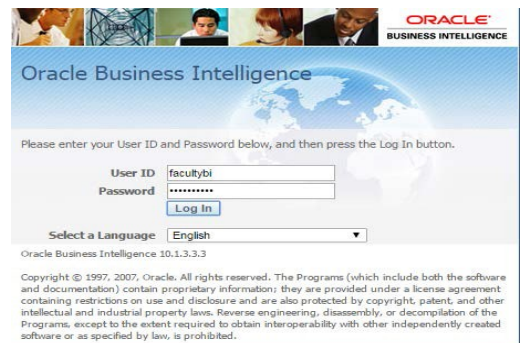 ORACLE
BUSINESS INTELLIGENCE
Oracle Business Intelligence
Please enter your User ID and Password below, and then press the Log In button.
User ID facultybi
Password ••••••••••
Log In
Select a Language English
Oracle Business Intelligence 10.1.3.3.3
Copyright © 1997, 2007, Oracle. All rights reserved. The Programs (which include both the software
and documentation) contain proprietary information; they are provided under a license agreement
containing restrictions on use and disclosure and are also protected by copyright, patent, and other
intellectual and industrial property laws. Reverse engineering, disassembly, or decompilation of the
Programs, except to the extent required to obtain interoperability with other independently created
software or as specified by law, is prohibited.